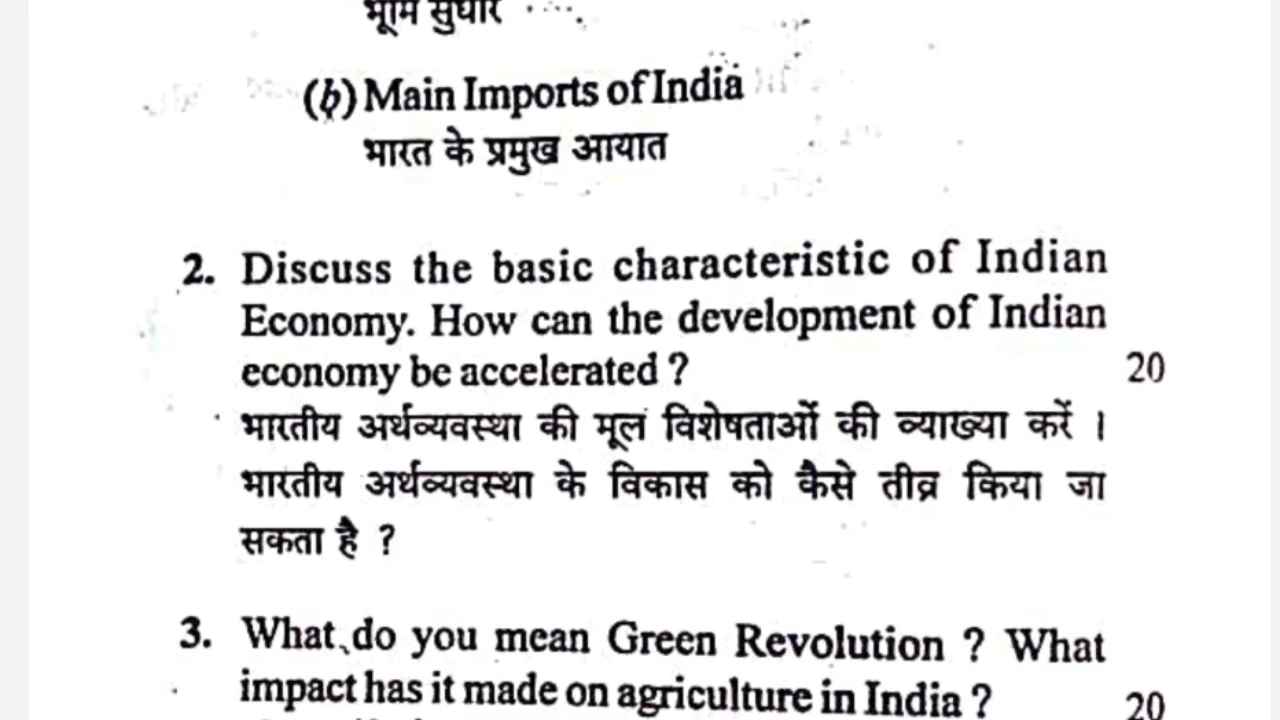 भूमि सुधार
(b) Main Imports of India
भारत के प्रमुख आयात
2. Discuss the basic characteristic of Indian
Economy. How can the development of Indian
economy be accelerated ? 20
भारतीय अर्थव्यवस्था की मूल विशेषताओं की व्याख्या करें ।
भारतीय अर्थव्यवस्था के विकास को कैसे तीव्र किया जा
सकता है ?
3. What do you mean Green Revolution ? What
impact has it made on agriculture in India ? 20